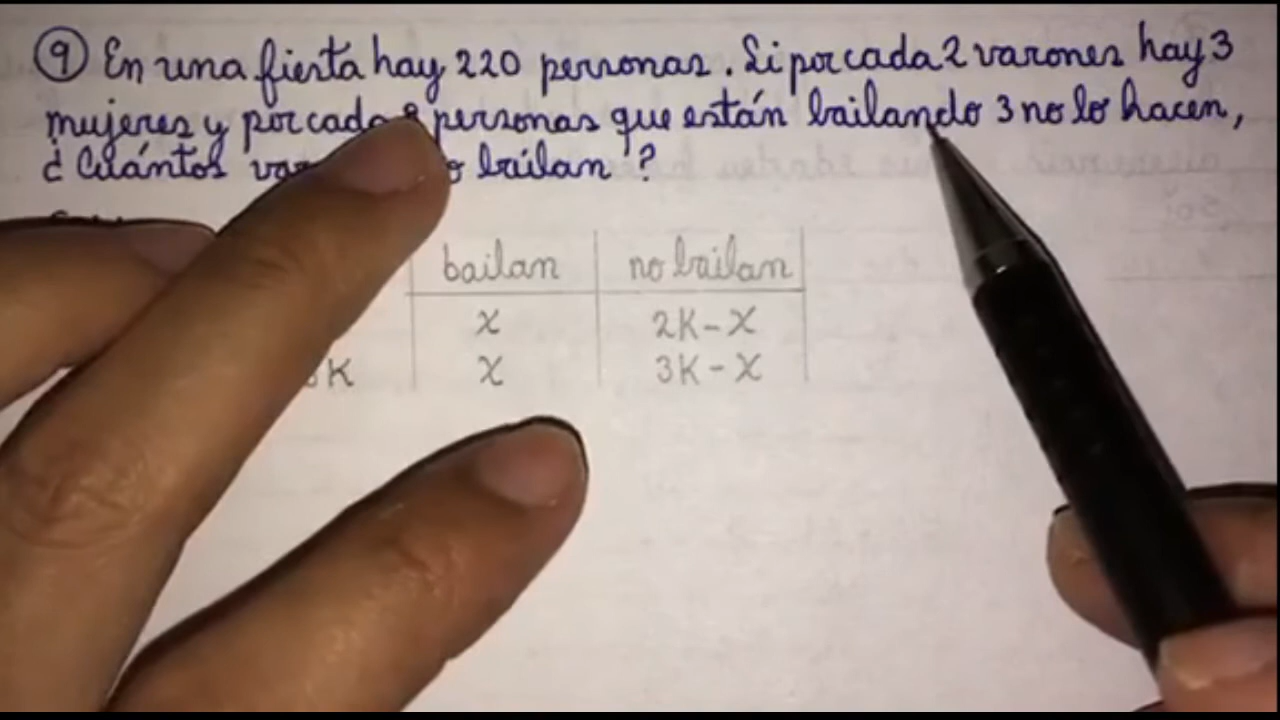 9 En una fiesta hay 220 personas. Si por cada 2 varones hay 3
mujeres y por cada personas que están bailando 3 no lo hacen,
¿Cuántos bailan?
bailan no bailan
x 2K-x
K x 3K-x